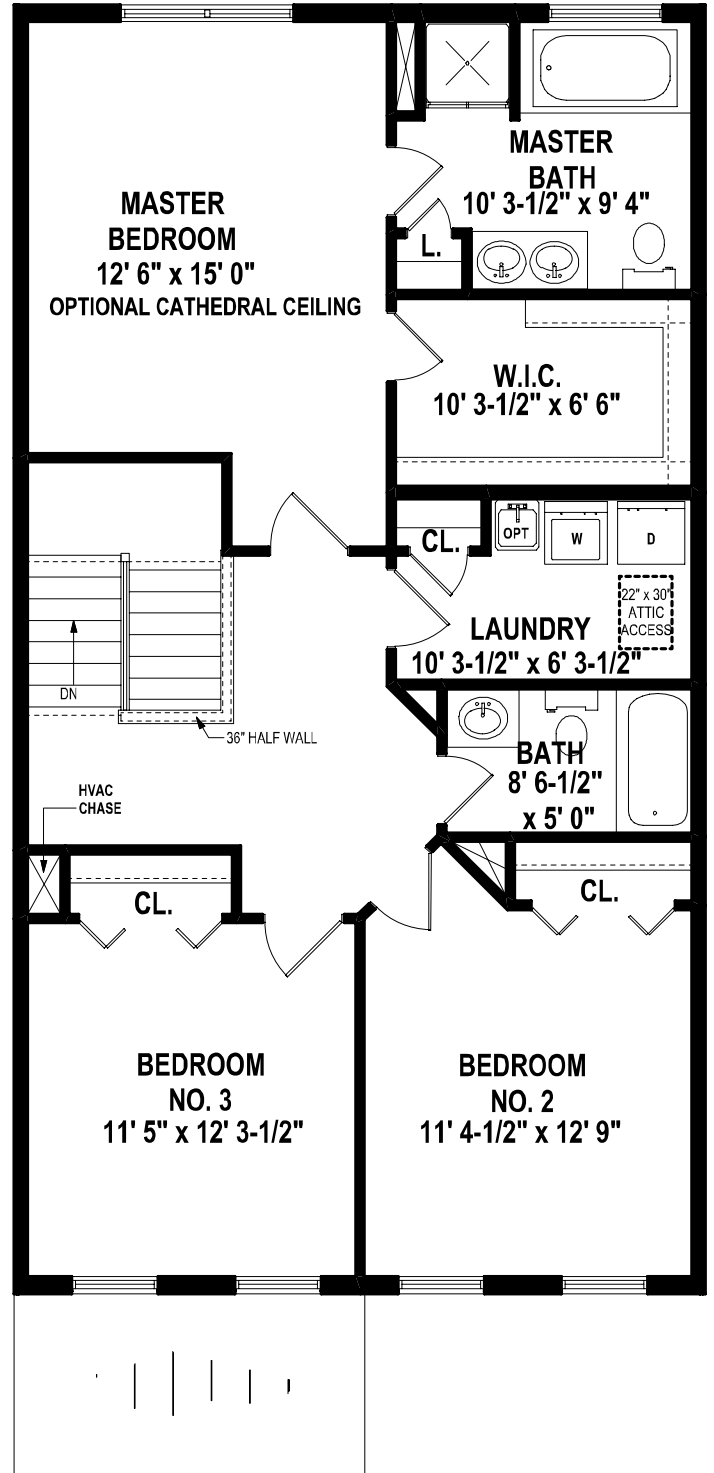 MASTER
BATH
10' 3-1/2" x 9' 4"
MASTER
BEDROOM
12' 6" x 15' 0"
OPTIONAL CATHEDRAL CEILING
L.
W.I.C.
10' 3-1/2" x 6' 6"
CL.
OPT
W
D
22" x 30"
ATTIC
ACCESS
LAUNDRY
10' 3-1/2" x 6' 3-1/2"
DN
36" HALF WALL
BATH
8' 6-1/2"
x 5' 0"
HVAC
CHASE
CL.
CL.
BEDROOM
NO. 3
11' 5" x 12' 3-1/2"
BEDROOM
NO. 2
11' 4-1/2" x 12' 9"